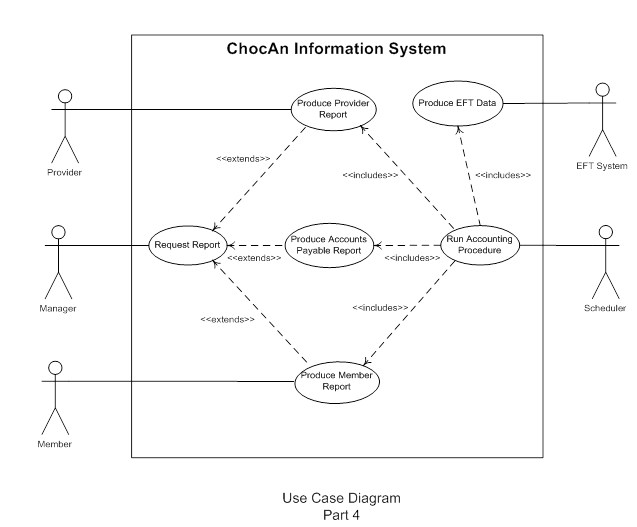 ChocAn Information System
Produce Provider
Report
Produce EFT Data
Provider
<<extends>>
<<includes>>
<<includes>>
EFT System
Request Report
Produce Accounts
Payable Report
Run Accounting
Procedure
<<extends>>
<<includes>>
Manager
Scheduler
<<extends>>
<<includes>>
Produce Member
Report
Member
Use Case Diagram
Part 4